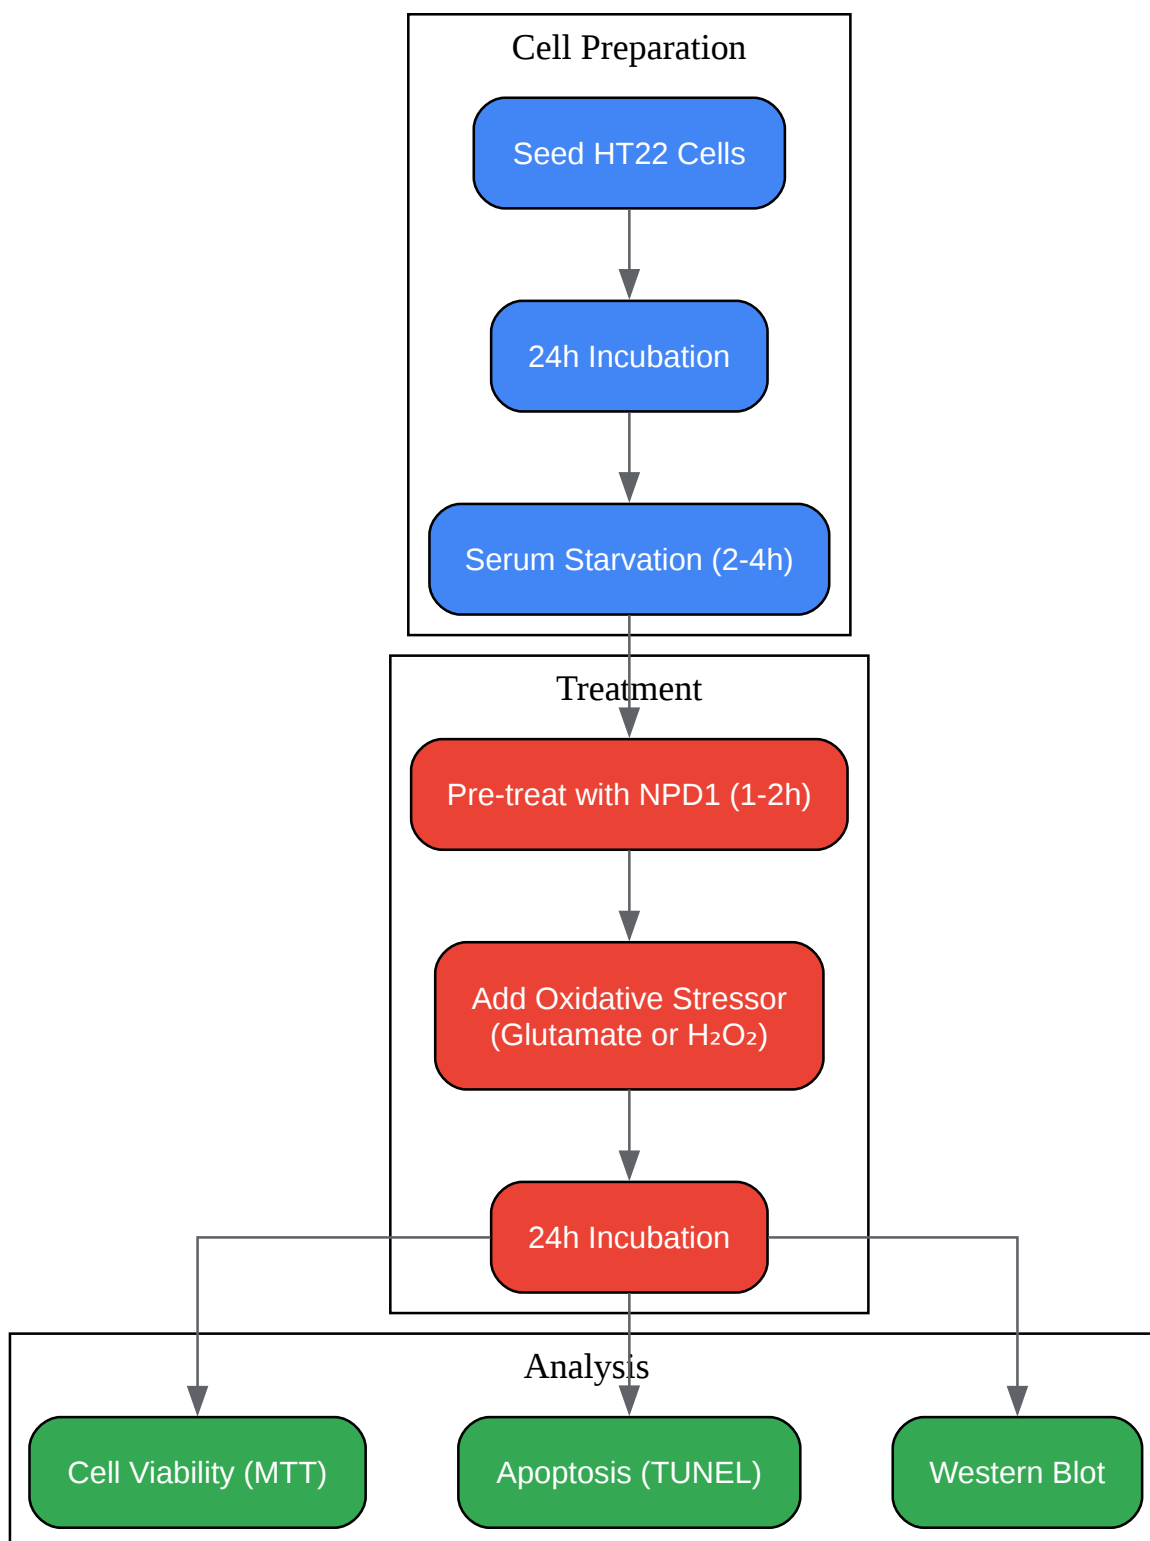 Cell Preparation
Seed HT22 Cells
24h Incubation
Serum Starvation (2-4h)
Treatment
Pre-treat with NPD1 (1-2h)
Add Oxidative Stressor
(Glutamate or H₂O₂)
24h Incubation
Analysis
Cell Viability (MTT)
Apoptosis (TUNEL)
Western Blot